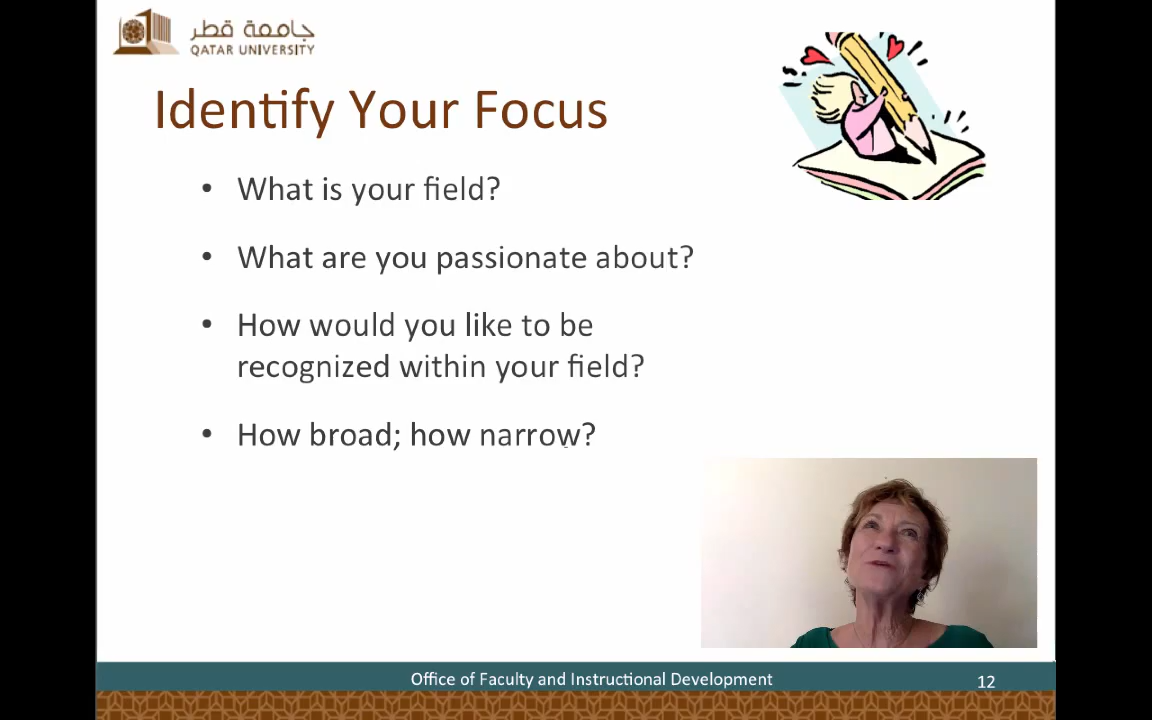 جامعة قطر
QATAR UNIVERSITY
Identify Your Focus
• What is your field?
• What are you passionate about?
• How would you like to be
recognized within your field?
• How broad; how narrow?
Office of Faculty and Instructional Development
12